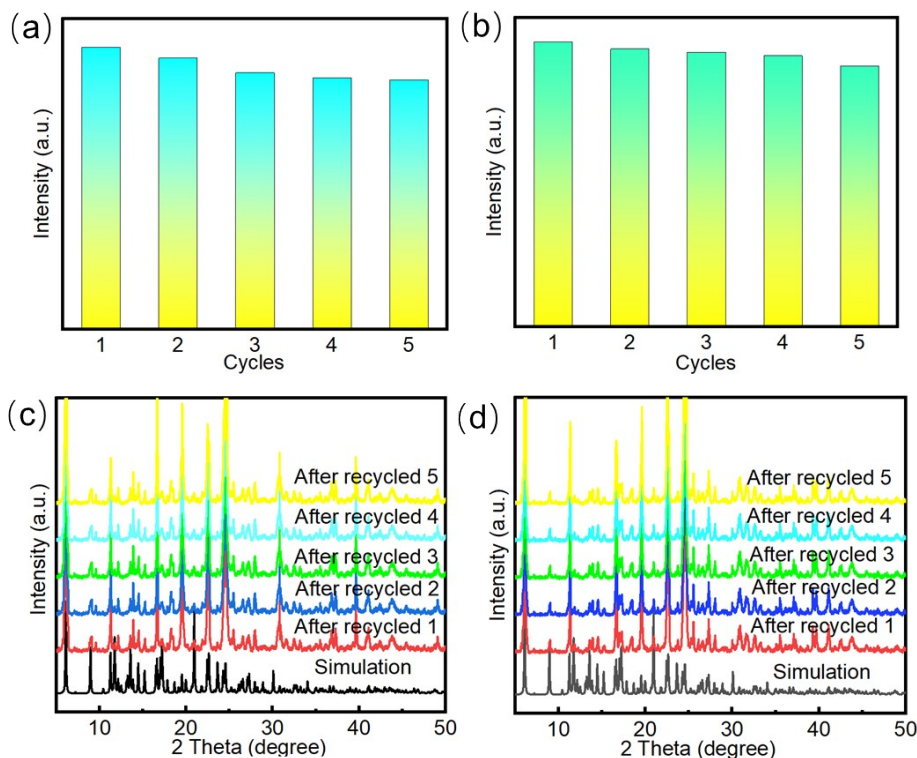 (a)
Intensity (a.u.)
1 2 3 4 5
Cycles
(b)
Intensity (a.u.)
1 2 3 4 5
Cycles
(c)
Intensity (a.u.)
After recycled 5
After recycled 4
After recycled 3
After recycled 2
After recycled 1
Simulation
10 20 30 40 50
2 Theta (degree)
(d)
Intensity (a.u.)
After recycled 5
After recycled 4
After recycled 3
After recycled 2
After recycled 1
Simulation
10 20 30 40 50
2 Theta (degree)